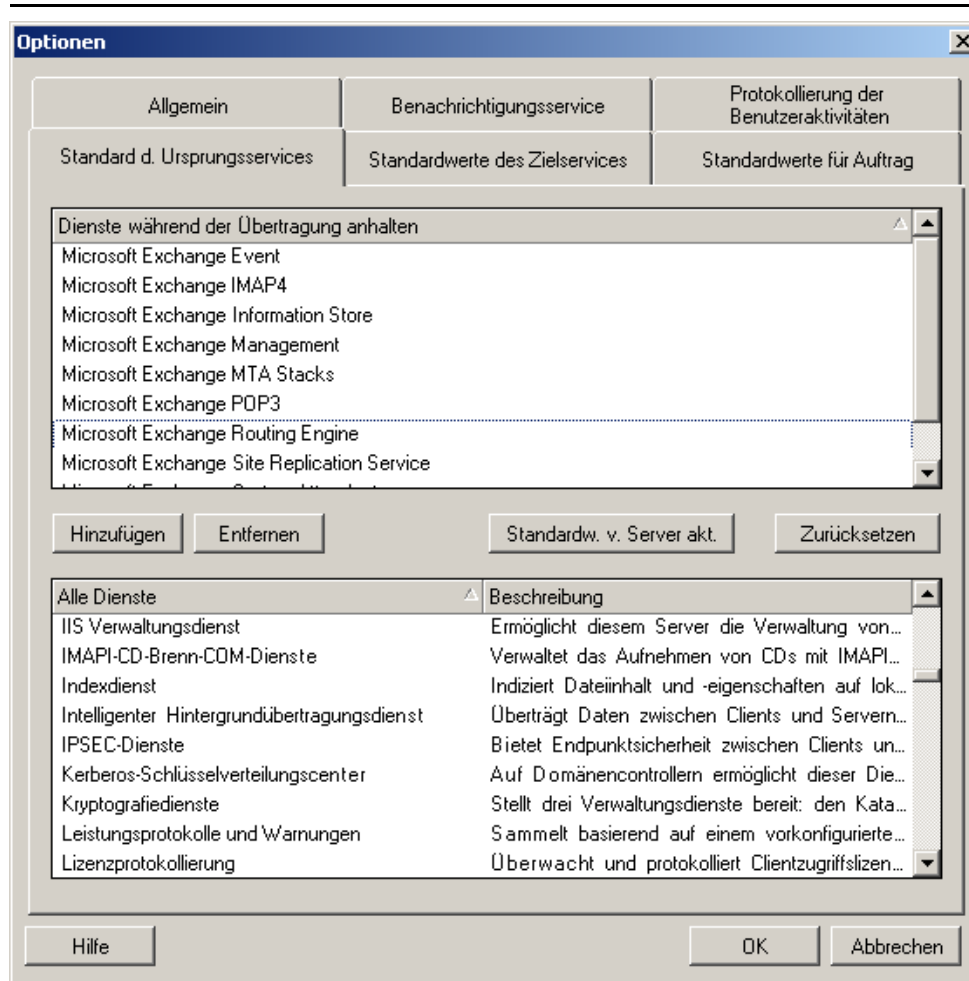 Optionen
Allgemein
Benachrichtigungsservice
Protokollierung der
Benutzeraktivitäten
Standard d. Ursprungsservices
Standardwerte des Zielservices
Standardwerte für Auftrag
Dienste während der Übertragung anhalten
Microsoft Exchange Event
Microsoft Exchange IMAP4
Microsoft Exchange Information Store
Microsoft Exchange Management
Microsoft Exchange MTA Stacks
Microsoft Exchange POP3
Microsoft Exchange Routing Engine
Microsoft Exchange Site Replication Service
Hinzufügen
Entfernen
Standardw. v. Server akt.
Zurücksetzen
Alle Dienste Beschreibung
IIS Verwaltungsdienst Ermöglicht diesem Server die Verwaltung von...
IMAPI-CD-Brenn-COM-Dienste Verwaltet das Aufnehmen von CDs mit IMAPI...
Indexdienst Indiziert Dateiinhalt und -eigenschaften auf lok...
Intelligenter Hintergrundübertragungsdienst Überträgt Daten zwischen Clients und Servern...
IPSEC-Dienste Bietet Endpunktsicherheit zwischen Clients un...
Kerberos-Schlüsselverteilungscenter Auf Domänencontrollern ermöglicht dieser Die...
Kryptografiedienste Stellt drei Verwaltungsdienste bereit: den Kata...
Leistungsprotokolle und Warnungen Sammelt basierend auf einem vorkonfigurierte...
Lizenzprotokollierung Überwacht und protokolliert Clientzugriffslizen...
Hilfe
OK
Abbrechen